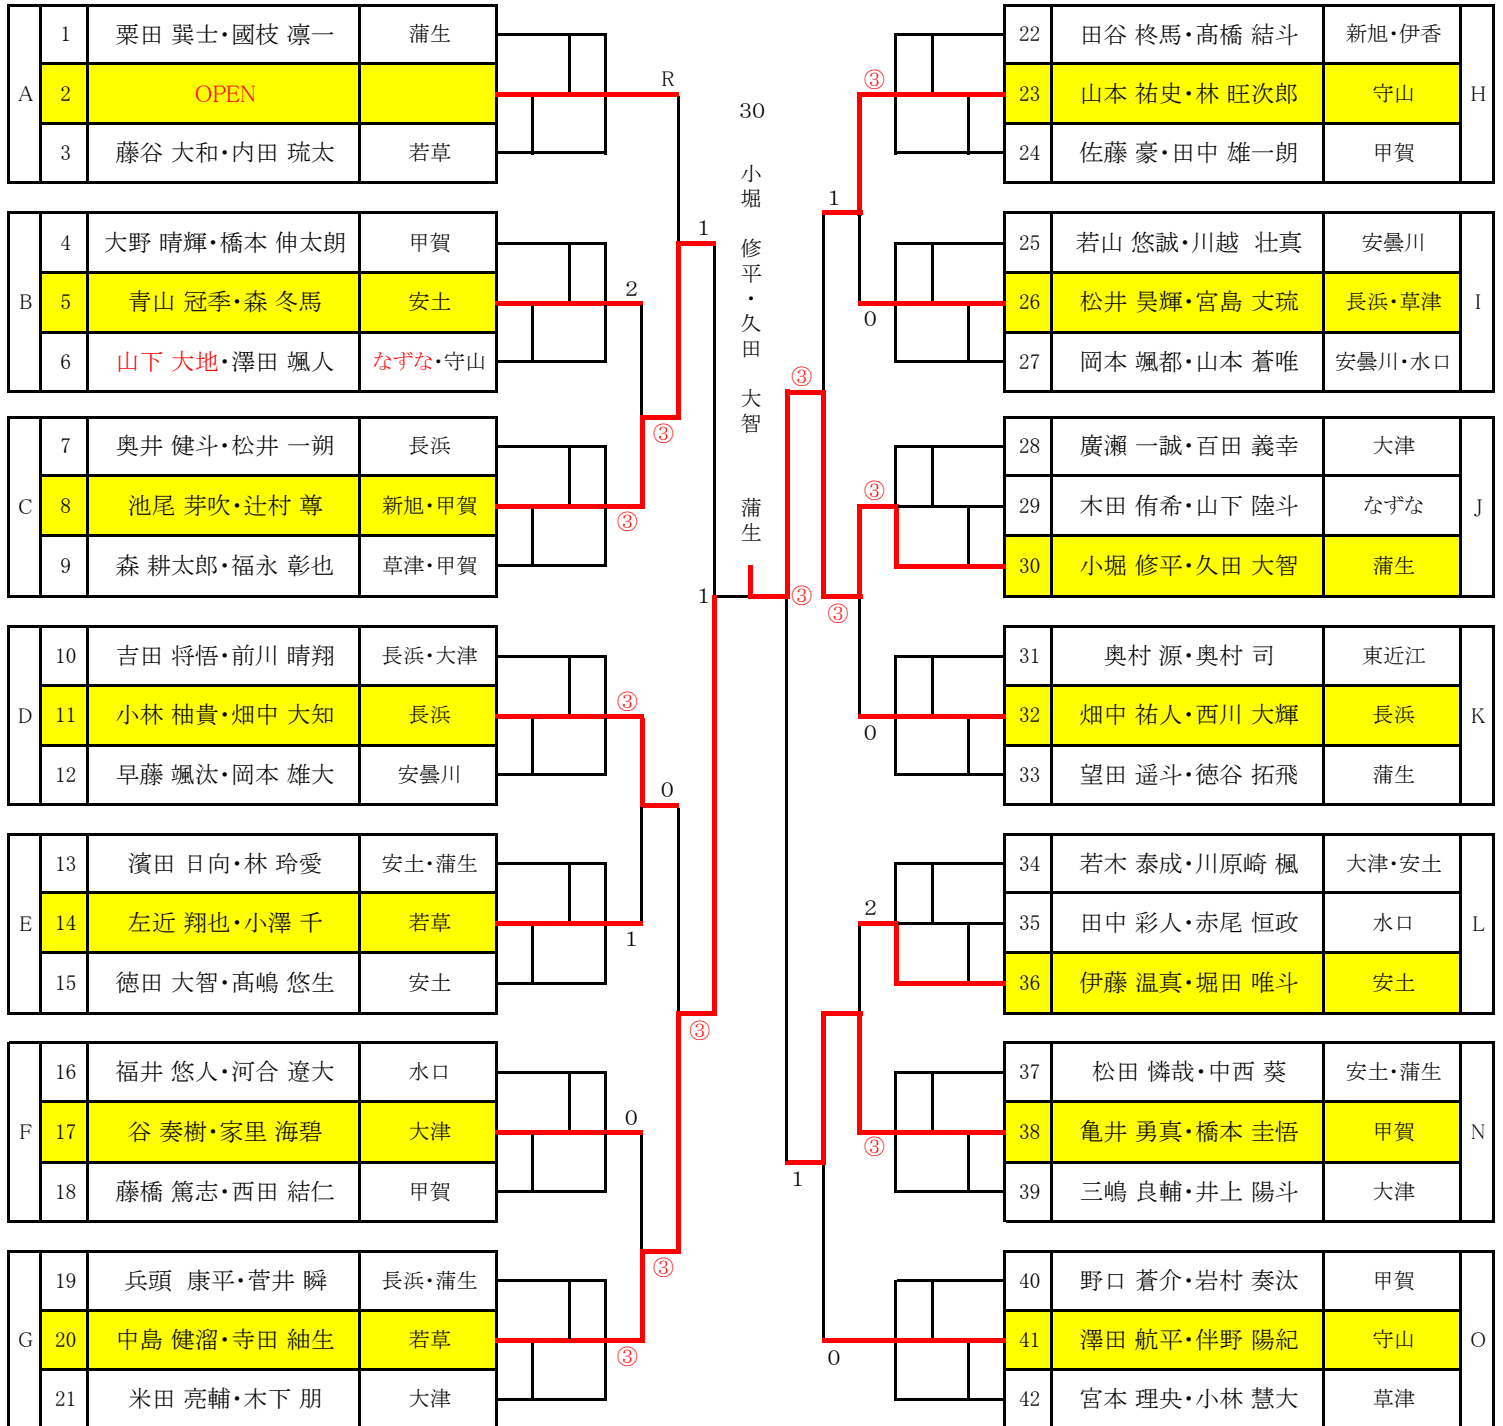 A
1 粟田 巽士・國枝 凛一 蒲生
2 OPEN
3 藤谷 大和・内田 琉太 若草
R
B
4 大野 晴輝・橋本 伸太朗 甲賀
5 青山 冠季・森 冬馬 安土
6 山下 大地・澤田 颯人 なずな・守山
2
1
C
7 奥井 健斗・松井 一朔 長浜
8 池尾 芽吹・辻村 尊 新旭・甲賀
9 森 耕太郎・福永 彰也 草津・甲賀
③
③
D
10 吉田 将悟・前川 晴翔 長浜・大津
11 小林 柚貴・畑中 大知 長浜
12 早藤 颯汰・岡本 雄大 安曇川
③
0
E
13 濱田 日向・林 玲愛 安土・蒲生
14 左近 翔也・小澤 千 若草
15 徳田 大智・髙嶋 悠生 安土
1
③
F
16 福井 悠人・河合 遼大 水口
17 谷 奏樹・家里 海碧 大津
18 藤橋 篤志・西田 結仁 甲賀
0
G
19 兵頭 康平・菅井 瞬 長浜・蒲生
20 中島 健溜・寺田 紬生 若草
21 米田 亮輔・木下 朋 大津
③
③
1
30
小堀 修平・久田 大智 蒲生
③
③
1
22 田谷 柊馬・髙橋 結斗 新旭・伊香
23 山本 祐史・林 旺次郎 守山
24 佐藤 豪・田中 雄一朗 甲賀
H
③
1
25 若山 悠誠・川越 壮真 安曇川
26 松井 昊輝・宮島 丈琉 長浜・草津
27 岡本 颯都・山本 蒼唯 安曇川・水口
I
0
28 廣瀬 一誠・百田 義幸 大津
29 木田 侑希・山下 陸斗 なずな
30 小堀 修平・久田 大智 蒲生
J
③
③
31 奥村 源・奥村 司 東近江
32 畑中 祐人・西川 大輝 長浜
33 望田 遥斗・徳谷 拓飛 蒲生
K
0
34 若木 泰成・川原崎 楓 大津・安土
35 田中 彩人・赤尾 恒政 水口
36 伊藤 温真・堀田 唯斗 安土
L
2
37 松田 憐哉・中西 葵 安土・蒲生
38 亀井 勇真・橋本 圭悟 甲賀
39 三嶋 良輔・井上 陽斗 大津
N
③
40 野口 蒼介・岩村 奏汰 甲賀
41 澤田 航平・伴野 陽紀 守山
42 宮本 理央・小林 慧大 草津
O
0